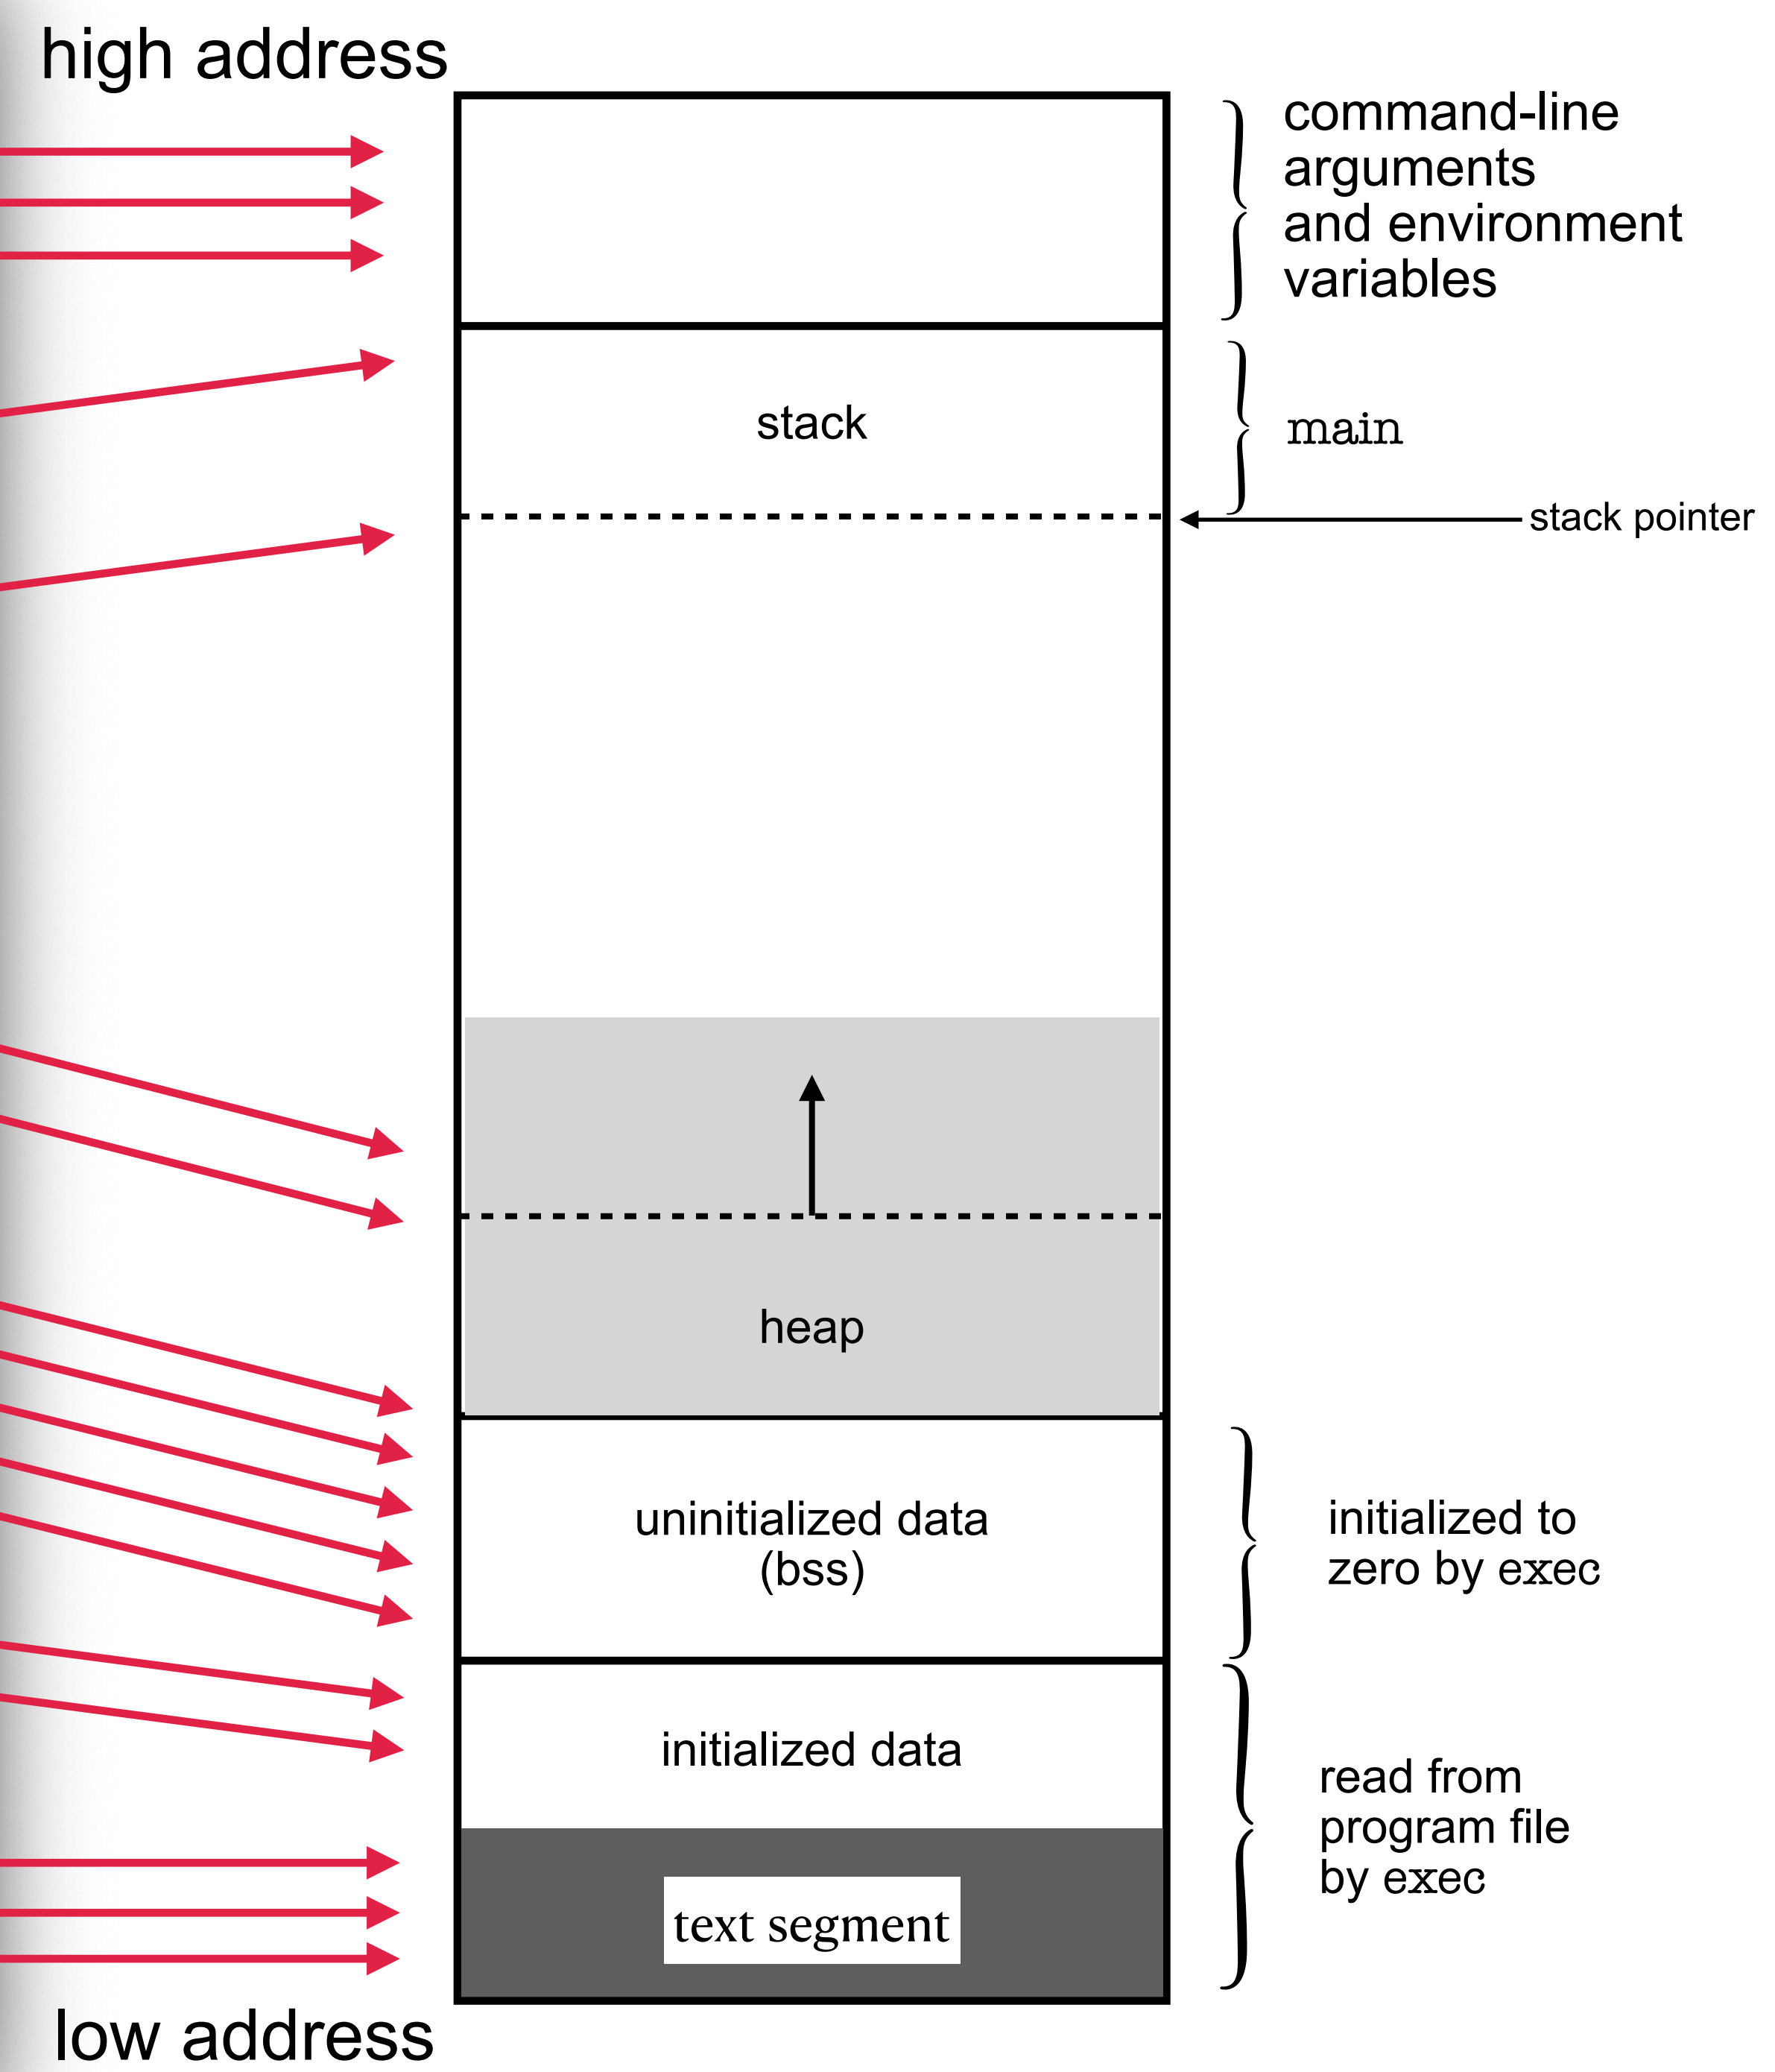 high address
command-line
arguments
and environment
variables
stack
main
stack pointer
heap
uninitialized data
(bss)
initialized to
zero by exec
initialized data
read from
program file
by exec
text segment
low address